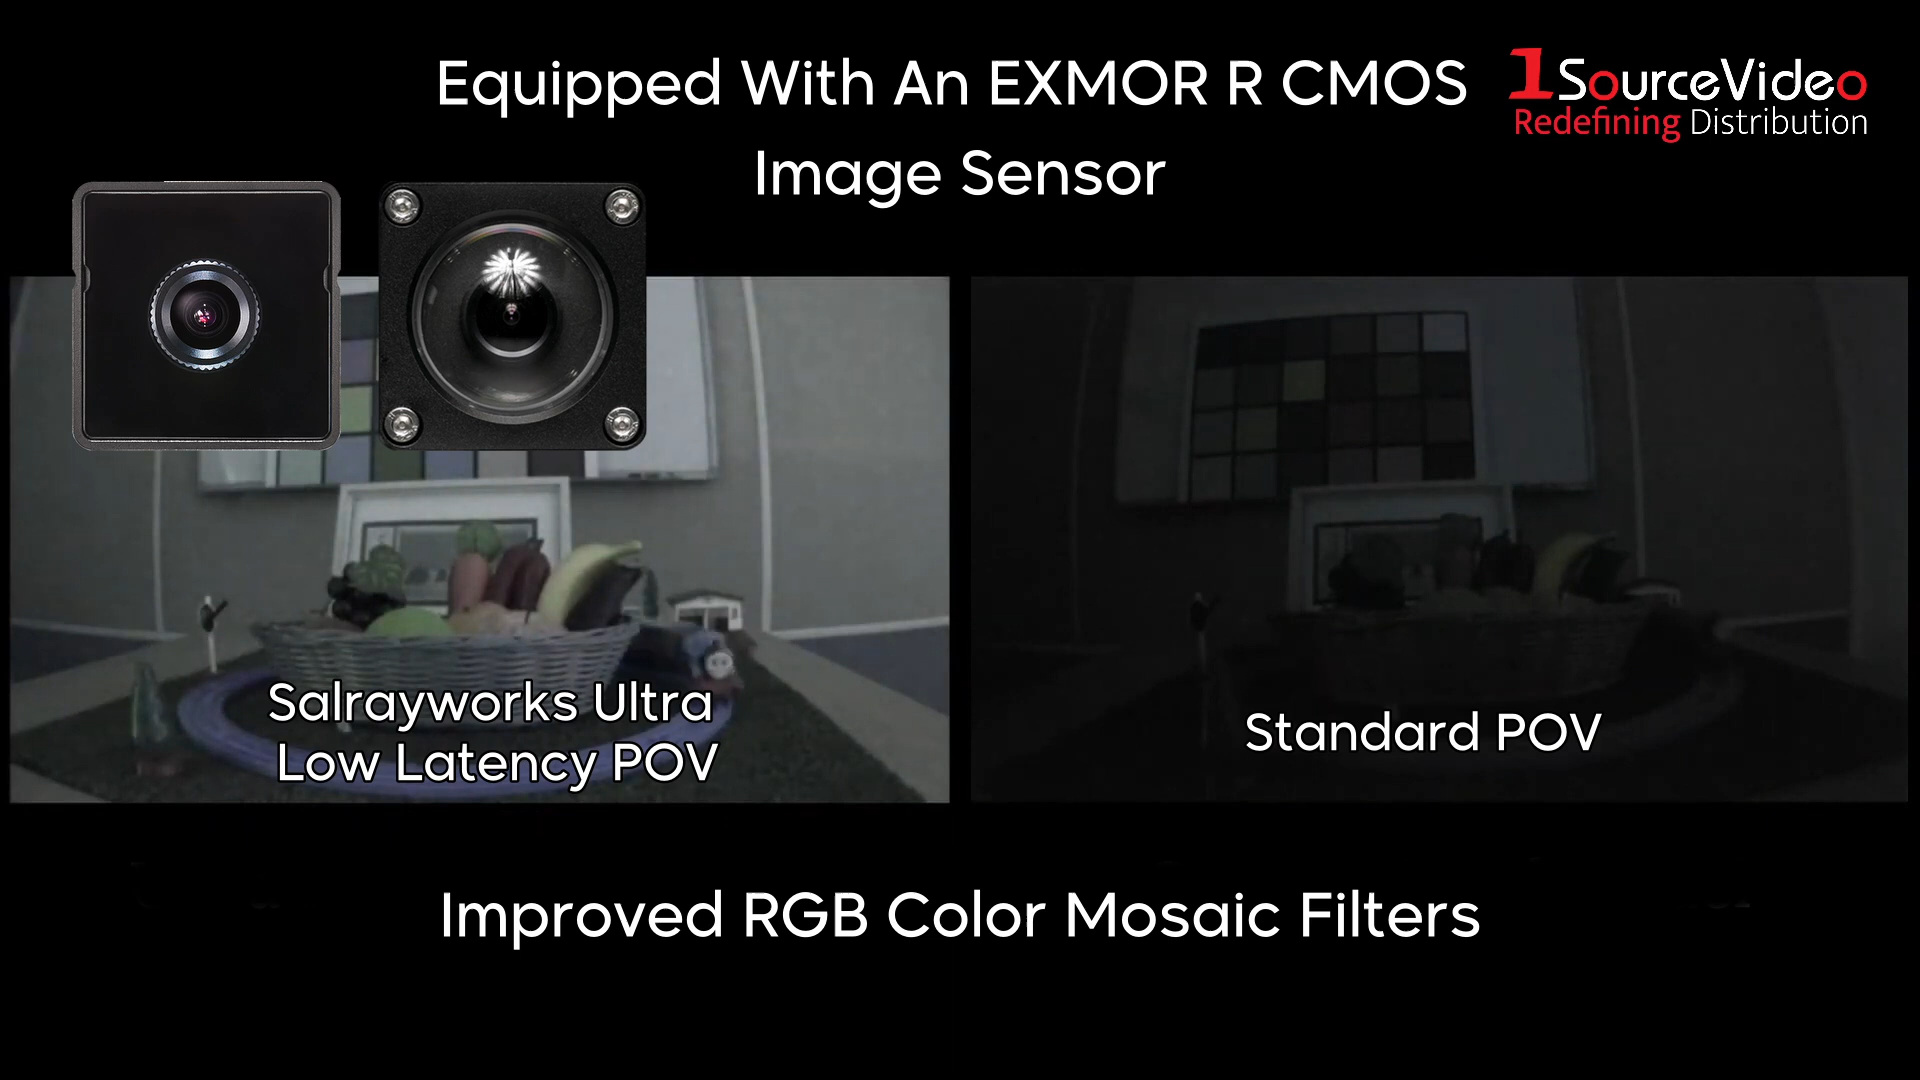 Equipped With An EXMOR R CMOS
Image Sensor
1SourceVideo
Redefining Distribution
Salrayworks Ultra
Low Latency POV
Standard POV
Improved RGB Color Mosaic Filters